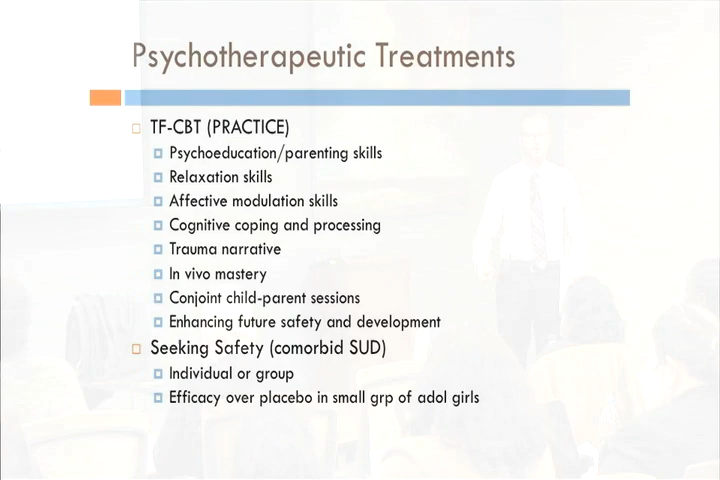 Psychotherapeutic Treatments
TF-CBT (PRACTICE)
Psychoeducation/parenting skills
Relaxation skills
Affective modulation skills
Cognitive coping and processing
Trauma narrative
In vivo mastery
Conjoint child-parent sessions
Enhancing future safety and development
Seeking Safety (comorbid SUD)
Individual or group
Efficacy over placebo in small grp of adol girls